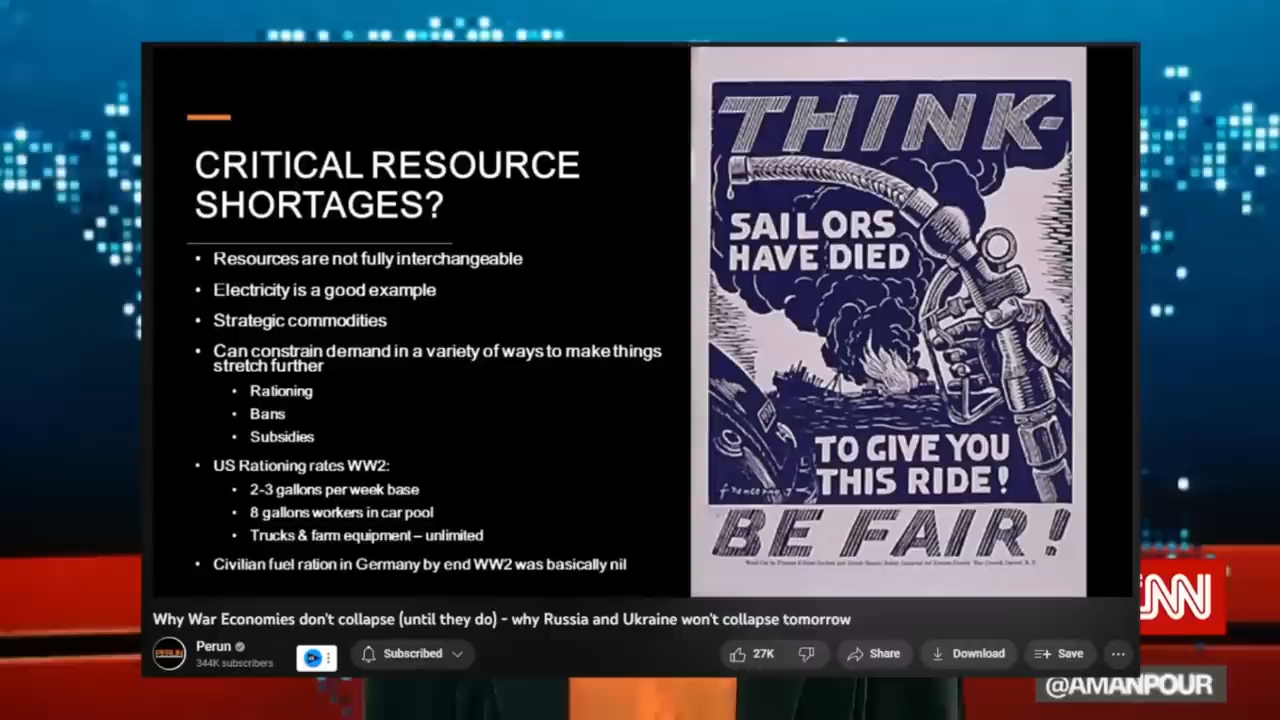 CRITICAL RESOURCE
SHORTAGES?
• Resources are not fully interchangeable
• Electricity is a good example
• Strategic commodities
• Can constrain demand in a variety of ways to make things
stretch further
• Rationing
• Bans
• Subsidies
• US Rationing rates WW2:
• 2-3 gallons per week base
• 8 gallons workers in car pool
• Trucks & farm equipment – unlimited
• Civilian fuel ration in Germany by end WW2 was basically nil
THINK-
SAILORS
HAVE DIED
TO GIVE YOU
THIS RIDE!
BE FAIR!
Why War Economies don't collapse (until they do) - why Russia and Ukraine won't collapse tomorrow
PERUN
Perun
344K subscribers
Subscribed
27K
Share
Download
Save
CNN
@AMANPOUR